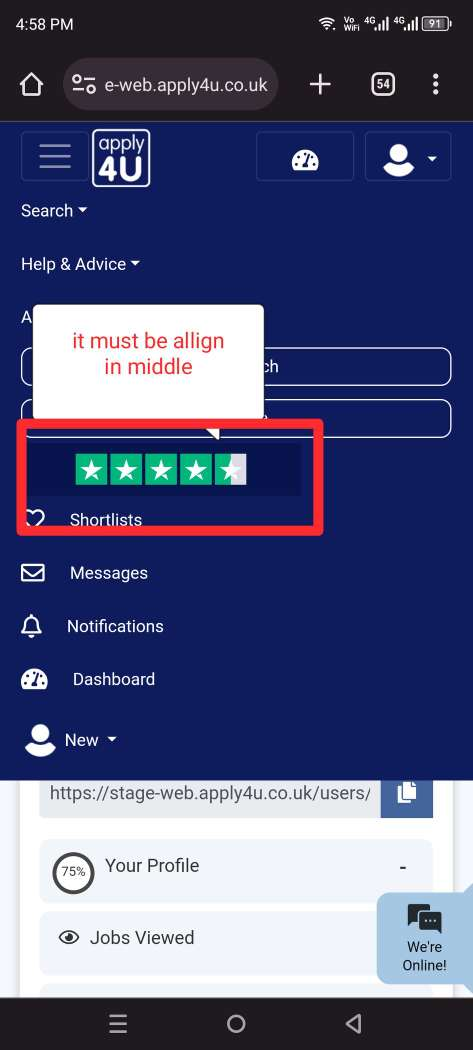 4:58 PM
Vo
WiFi
4G
4G
91
e-web.apply4u.co.uk
54
apply
4U
Search
Help & Advice
A
it must be allign
in middle
ch
Shortlists
Messages
Notifications
Dashboard
New
https://stage-web.apply4u.co.uk/users/
75%
Your Profile
-
Jobs Viewed
We're
Online!